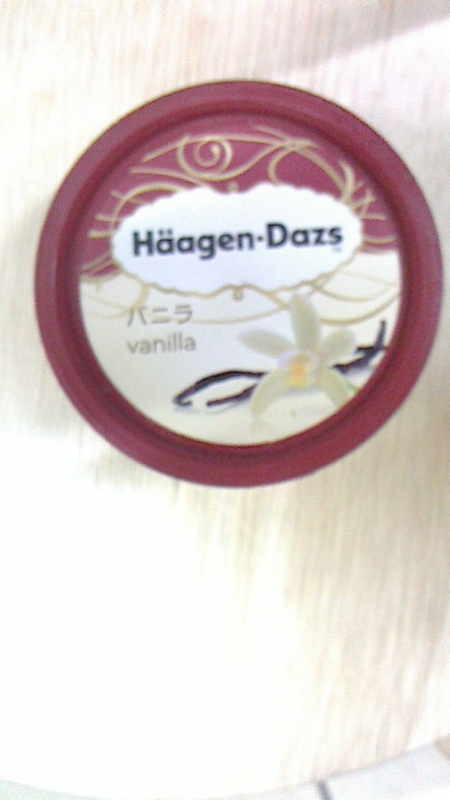 Häagen-Dazs
バニラ
vanilla